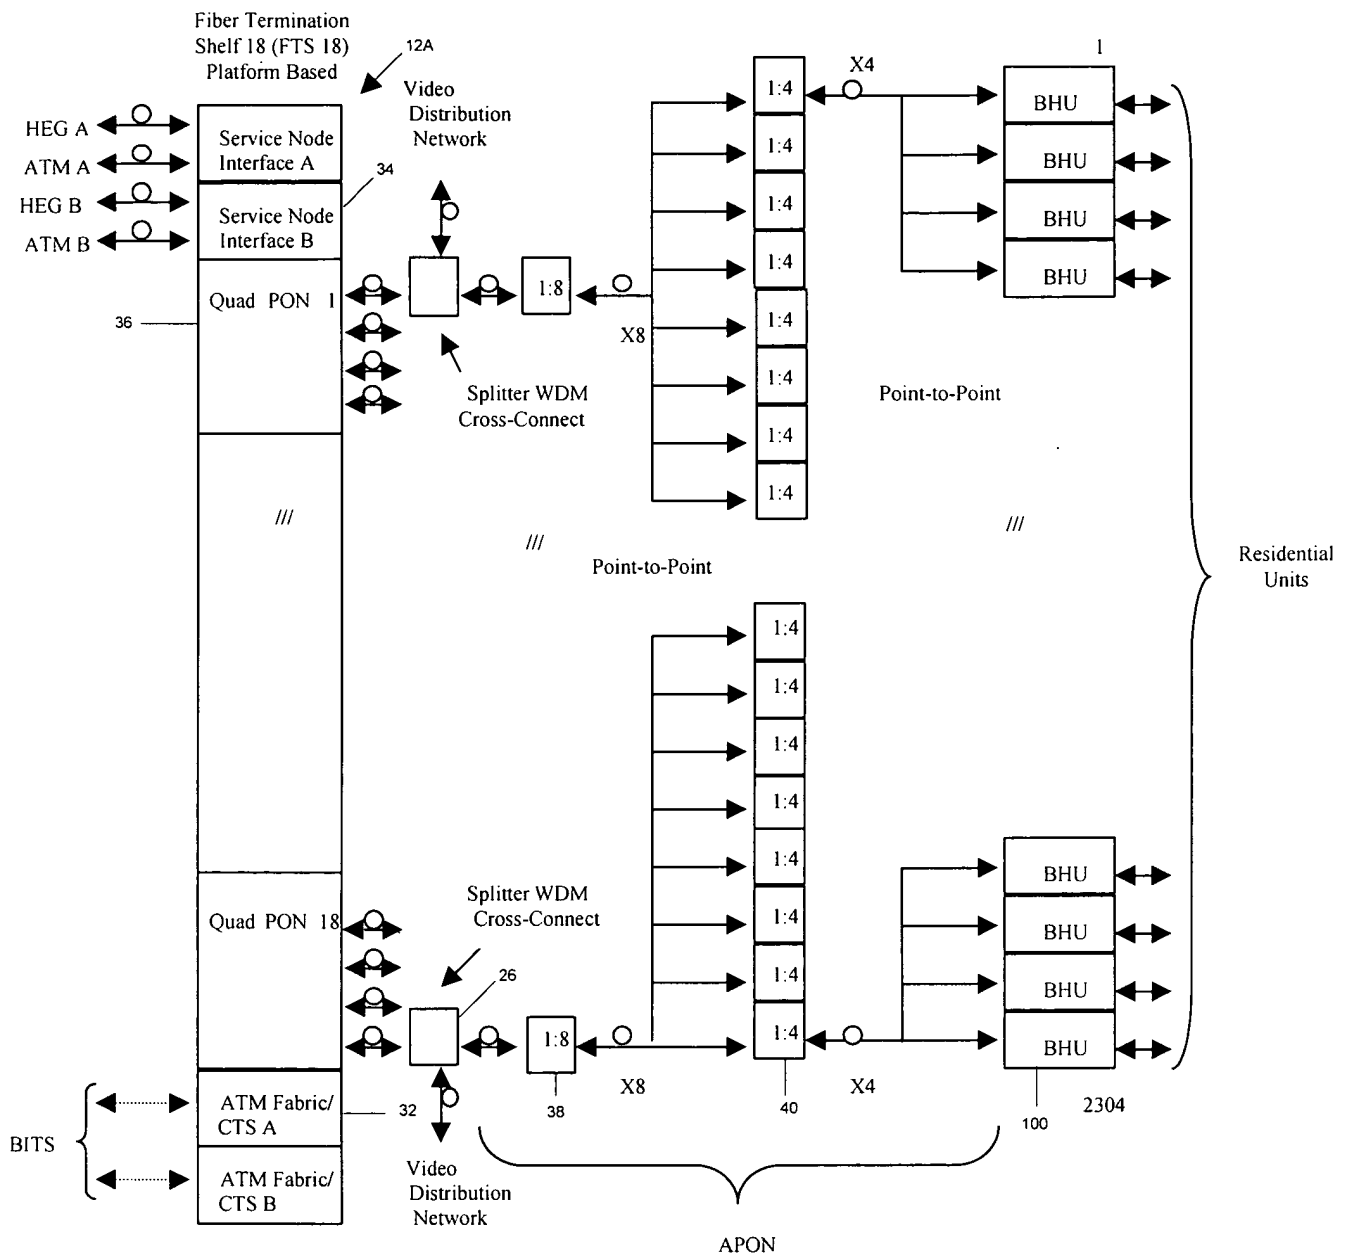 Fiber Termination
Shelf 18 (FTS 18)
Platform Based
12A
Video
Distribution
Network
HEG A
ATM A
HEG B
ATM B
Service Node
Interface A
34
Service Node
Interface B
Quad PON 1
36
1:8
X8
Splitter WDM
Cross-Connect
1:4
1:4
1:4
1:4
1:4
1:4
1:4
1:4
X4
1
BHU
BHU
BHU
BHU
Point-to-Point
///
///
///
Point-to-Point
Residential
Units
1:4
1:4
1:4
1:4
1:4
1:4
1:4
1:4
Quad PON 18
Splitter WDM
Cross-Connect
26
1:8
38
X8
40
X4
BHU
BHU
BHU
BHU
100
2304
BITS
ATM Fabric/
CTS A
32
ATM Fabric/
CTS B
Video
Distribution
Network
APON